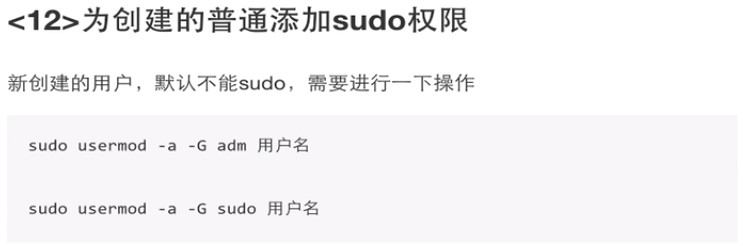 <12>为创建的普通添加sudo权限
新创建的用户，默认不能sudo，需要进行一下操作
sudo usermod -a -G adm 用户名
sudo usermod -a -G sudo 用户名